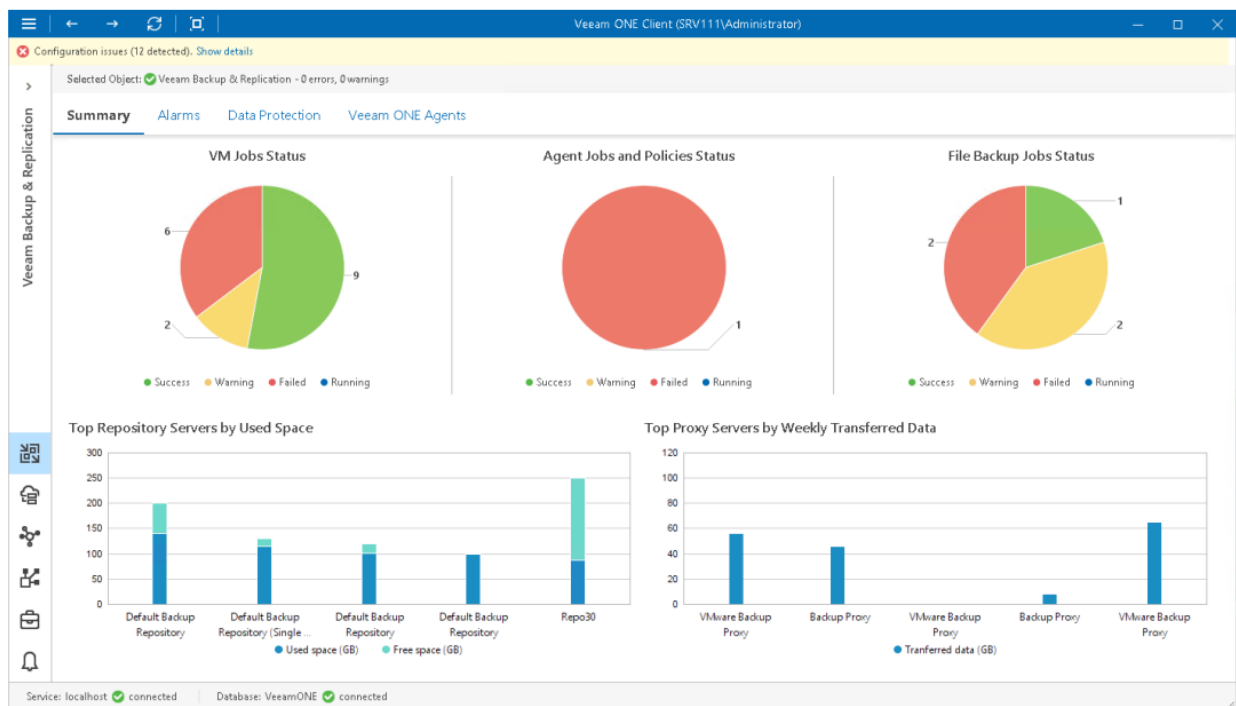 Veeam ONE Client (SRV111\Administrator)
Configuration issues (12 detected). Show details
Selected Object: Veeam Backup & Replication - 0 errors, 0 warnings
Veeam Backup & Replication
Summary Alarms Data Protection Veeam ONE Agents
VM Jobs Status
6
9
2
Success Warning Failed Running
Agent Jobs and Policies Status
1
Success Warning Failed Running
File Backup Jobs Status
1
2
2
Success Warning Failed Running
Top Repository Servers by Used Space
300
250
200
150
100
50
0
Default Backup
Repository
Default Backup
Repository (Single ...
Default Backup
Repository
Default Backup
Repository
Repo30
Used space (GB) Free space (GB)
Top Proxy Servers by Weekly Transferred Data
120
100
80
60
40
20
0
VMware Backup
Proxy
Backup Proxy
VMware Backup
Proxy
Backup Proxy
VMware Backup
Proxy
Tranferred data (GB)
Service: localhost connected Database: VeeamONE connected